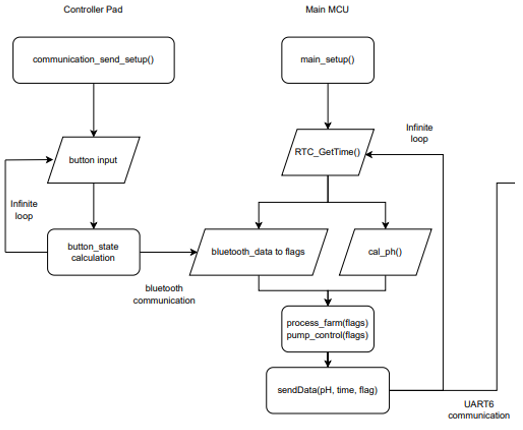 Controller Pad
Main MCU
communication_send_setup()
main_setup()
button input
RTC_GetTime()
Infinite
loop
Infinite
loop
button_state
calculation
bluetooth_data to flags
cal_ph()
bluetooth
communication
process_farm(flags)
pump_control(flags)
sendData(pH, time, flag)
UART6
communication